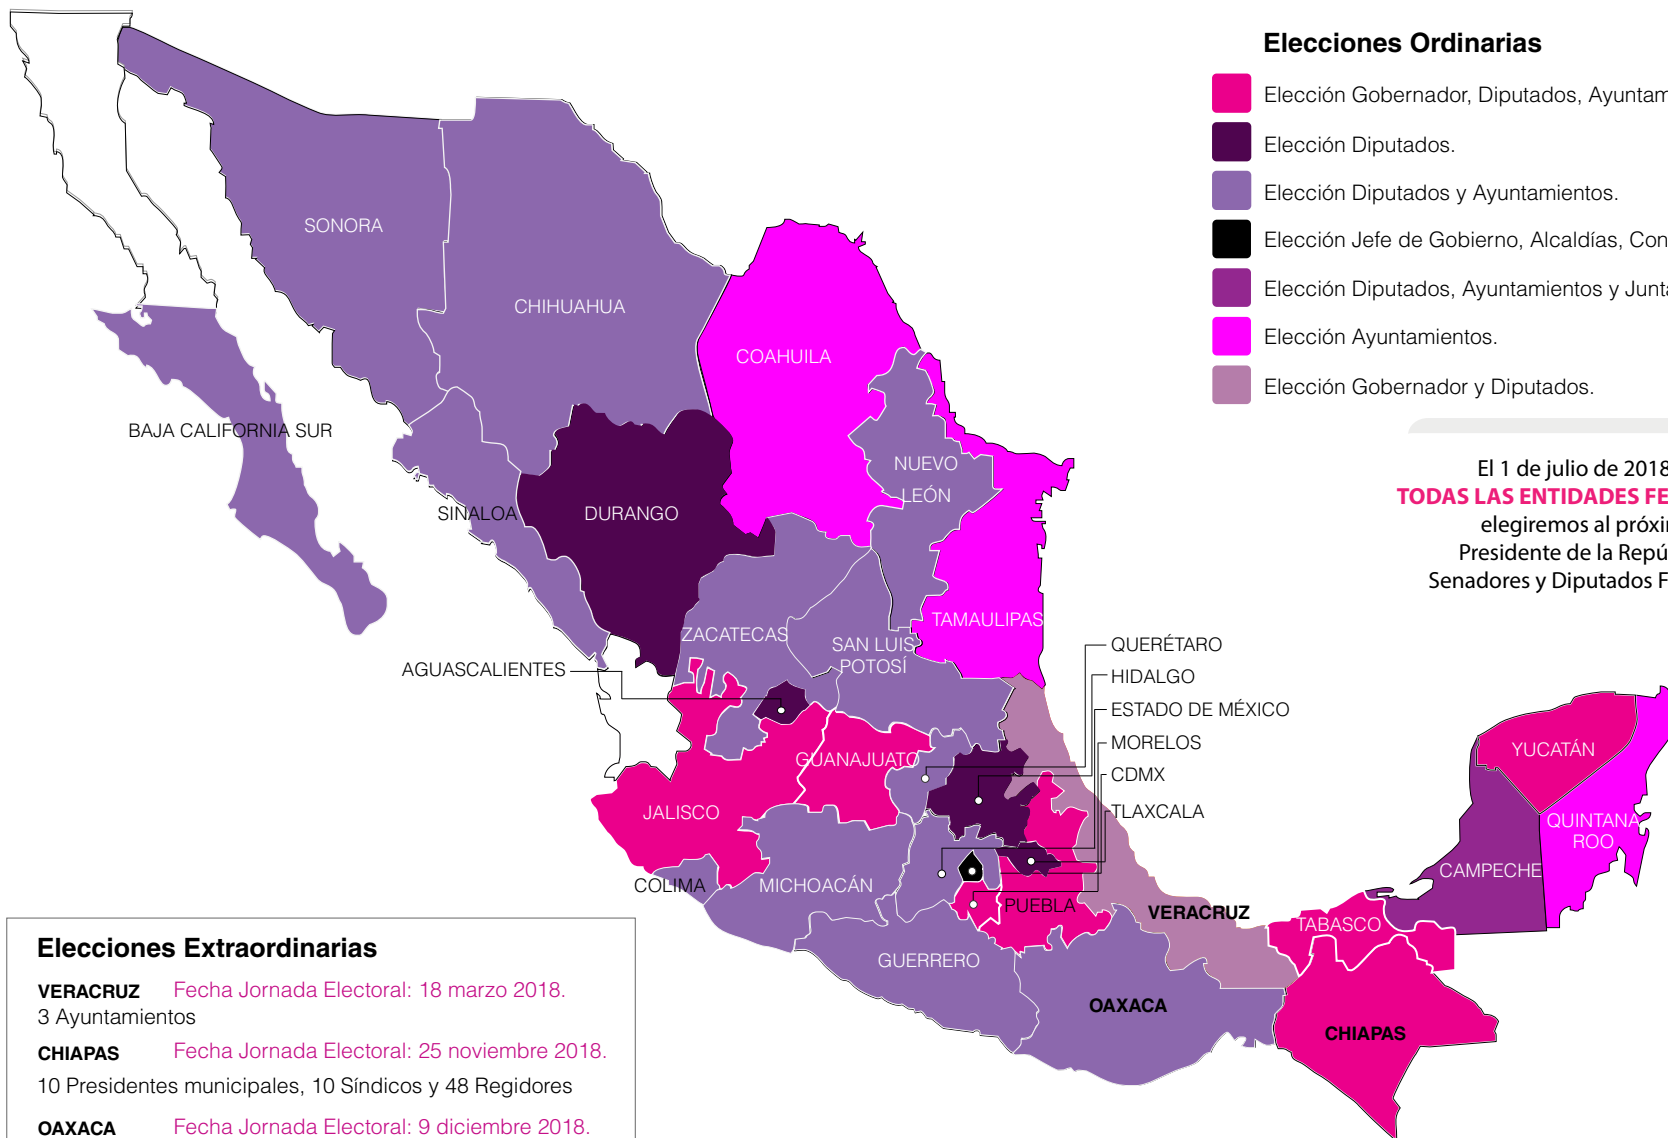 Elecciones Ordinarias
Elección Gobernador, Diputados, Ayuntam
Elección Diputados.
Elección Diputados y Ayuntamientos.
Elección Jefe de Gobierno, Alcaldías, Con
Elección Diputados, Ayuntamientos y Junta
Elección Ayuntamientos.
Elección Gobernador y Diputados.
El 1 de julio de 2018
TODAS LAS ENTIDADES FE
elegiremos al próxi
Presidente de la Repú
Senadores y Diputados F
SONORA
CHIHUAHUA
COAHUILA
BAJA CALIFORNIA SUR
NUEVO
LEÓN
SINALOA
DURANGO
TAMAULIPAS
ZACATECAS
SAN LUIS
POTOSÍ
AGUASCALIENTES
QUERÉTARO
HIDALGO
ESTADO DE MÉXICO
MORELOS
CDMX
TLAXCALA
GUANAJUATO
JALISCO
COLIMA
MICHOACÁN
PUEBLA
VERACRUZ
GUERRERO
OAXACA
CHIAPAS
TABASCO
CAMPECHE
YUCATÁN
QUINTANA
ROO
Elecciones Extraordinarias
VERACRUZ Fecha Jornada Electoral: 18 marzo 2018.
3 Ayuntamientos
CHIAPAS Fecha Jornada Electoral: 25 noviembre 2018.
10 Presidentes municipales, 10 Síndicos y 48 Regidores
OAXACA Fecha Jornada Electoral: 9 diciembre 2018.